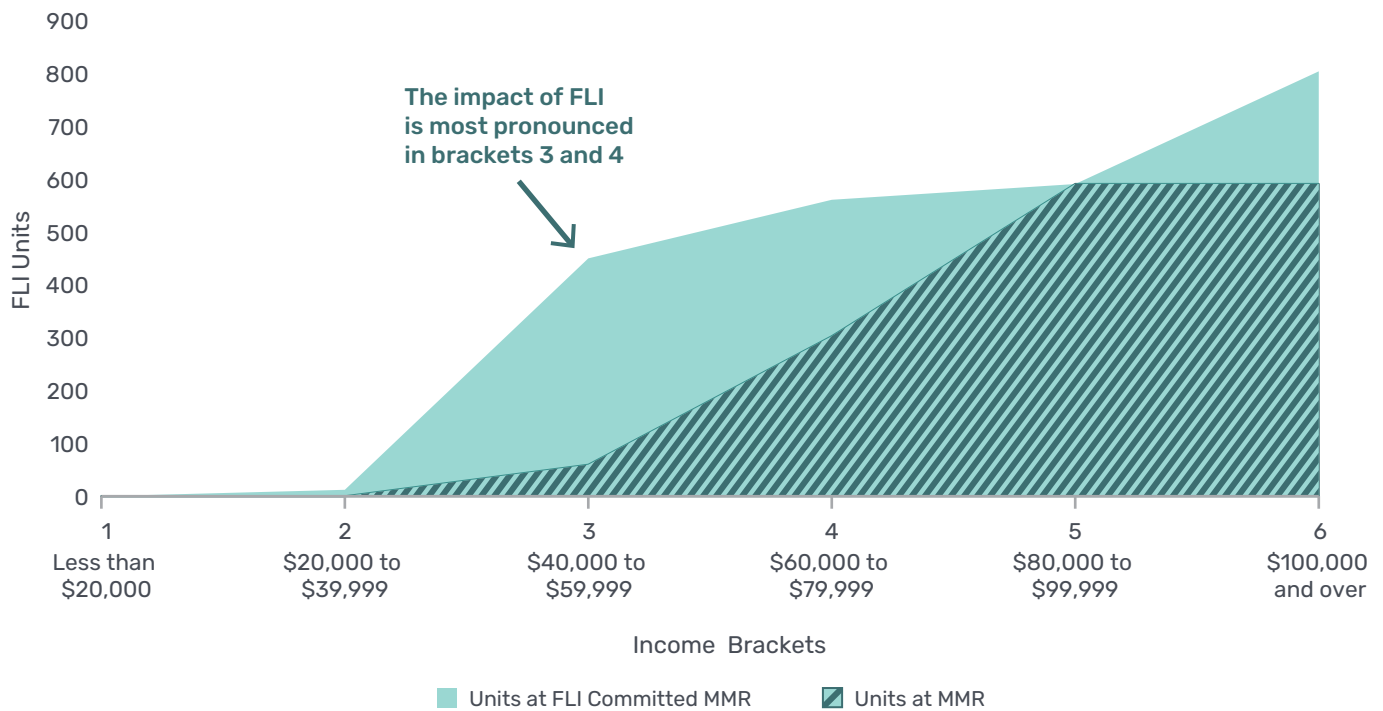 900
800
700
600
500
400
300
200
100
0
FLI Units
The impact of FLI
is most pronounced
in brackets 3 and 4
1
Less than
$20,000
2
$20,000 to
$39,999
3
$40,000 to
$59,999
4
$60,000 to
$79,999
5
$80,000 to
$99,999
6
$100,000
and over
Income Brackets
Units at FLI Committed MMR
Units at MMR